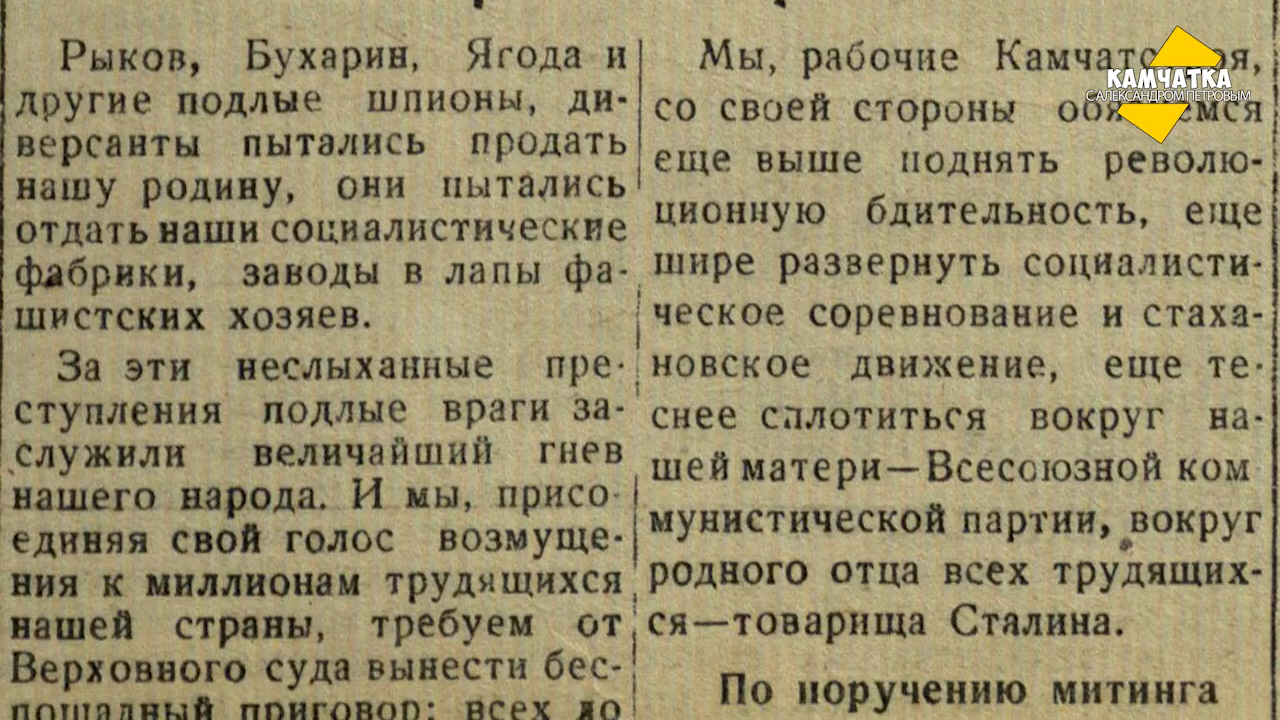 Рыков, Бухарин, Ягода и
другие подлые шпионы, ди-
версанты пытались продать
нашу родину, они пытались
отдать наши социалистические
фабрики, заводы в лапы фа-
шистских хозяев.
За эти неслыханные пре-
ступления подлые враги за-
служили величайший гнев
нашего народа. И мы, присо-
единяя свой голос возмуще-
ния к миллионам трудящихся
нашей страны, требуем от
Верховного суда вынести бес-
пощадный приговор: всех до
Мы, рабочие
со своей стороны
еще выше поднять револю-
ционную бдительность, еще
шире развернуть социалисти-
ческое соревнование и стаха-
новское движение, еще те-
снее сплотиться вокруг на-
шей матери—Всесоюзной ком
мунистической партии, вокруг
родного отца всех трудящих-
ся—товарища Сталина.
По поручению митинга
КАМЧАТКА
С АЛЕКСАНДРОМ ПЕТРОВЫМ